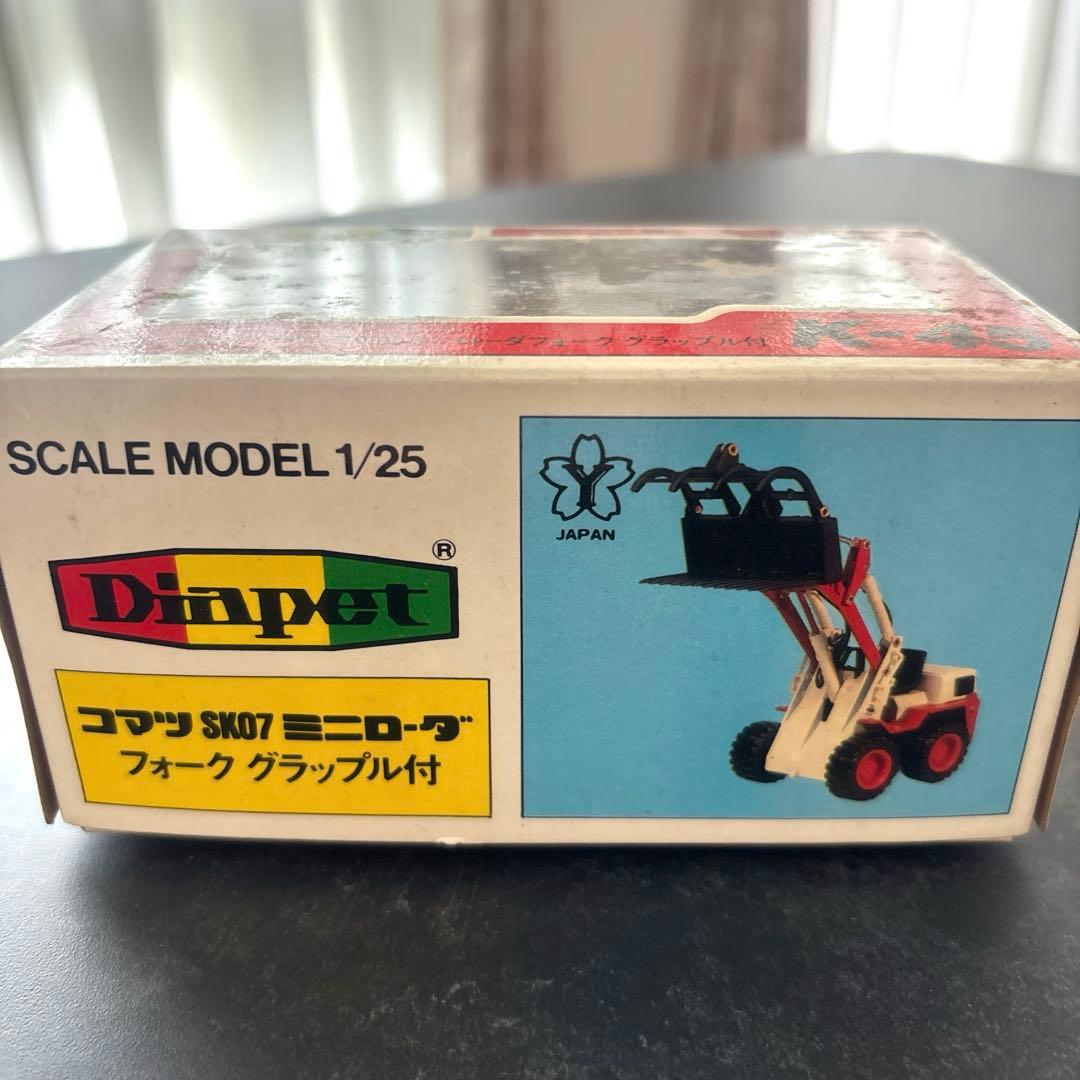 ローダフォーク グラップル付
K-45
SCALE MODEL 1/25
Diapet ®
コマツ SK07 ミニローダ
フォーク グラップル付
Y
JAPAN